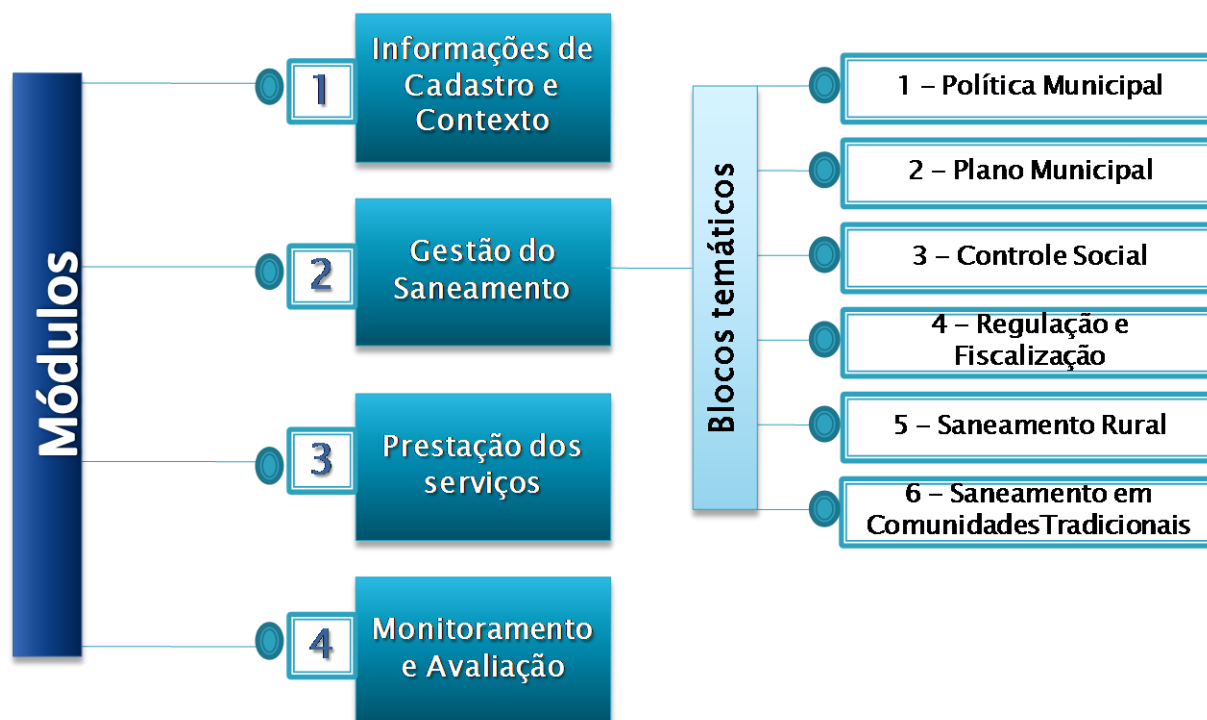 Módulos
1
Informações de
Cadastro e
Contexto
2
Gestão do
Saneamento
3
Prestação dos
serviços
4
Monitoramento
e Avaliação
Blocos temáticos
1 – Política Municipal
2 – Plano Municipal
3 – Controle Social
4 – Regulação e
Fiscalização
5 – Saneamento Rural
6 – Saneamento em
ComunidadesTradicionais